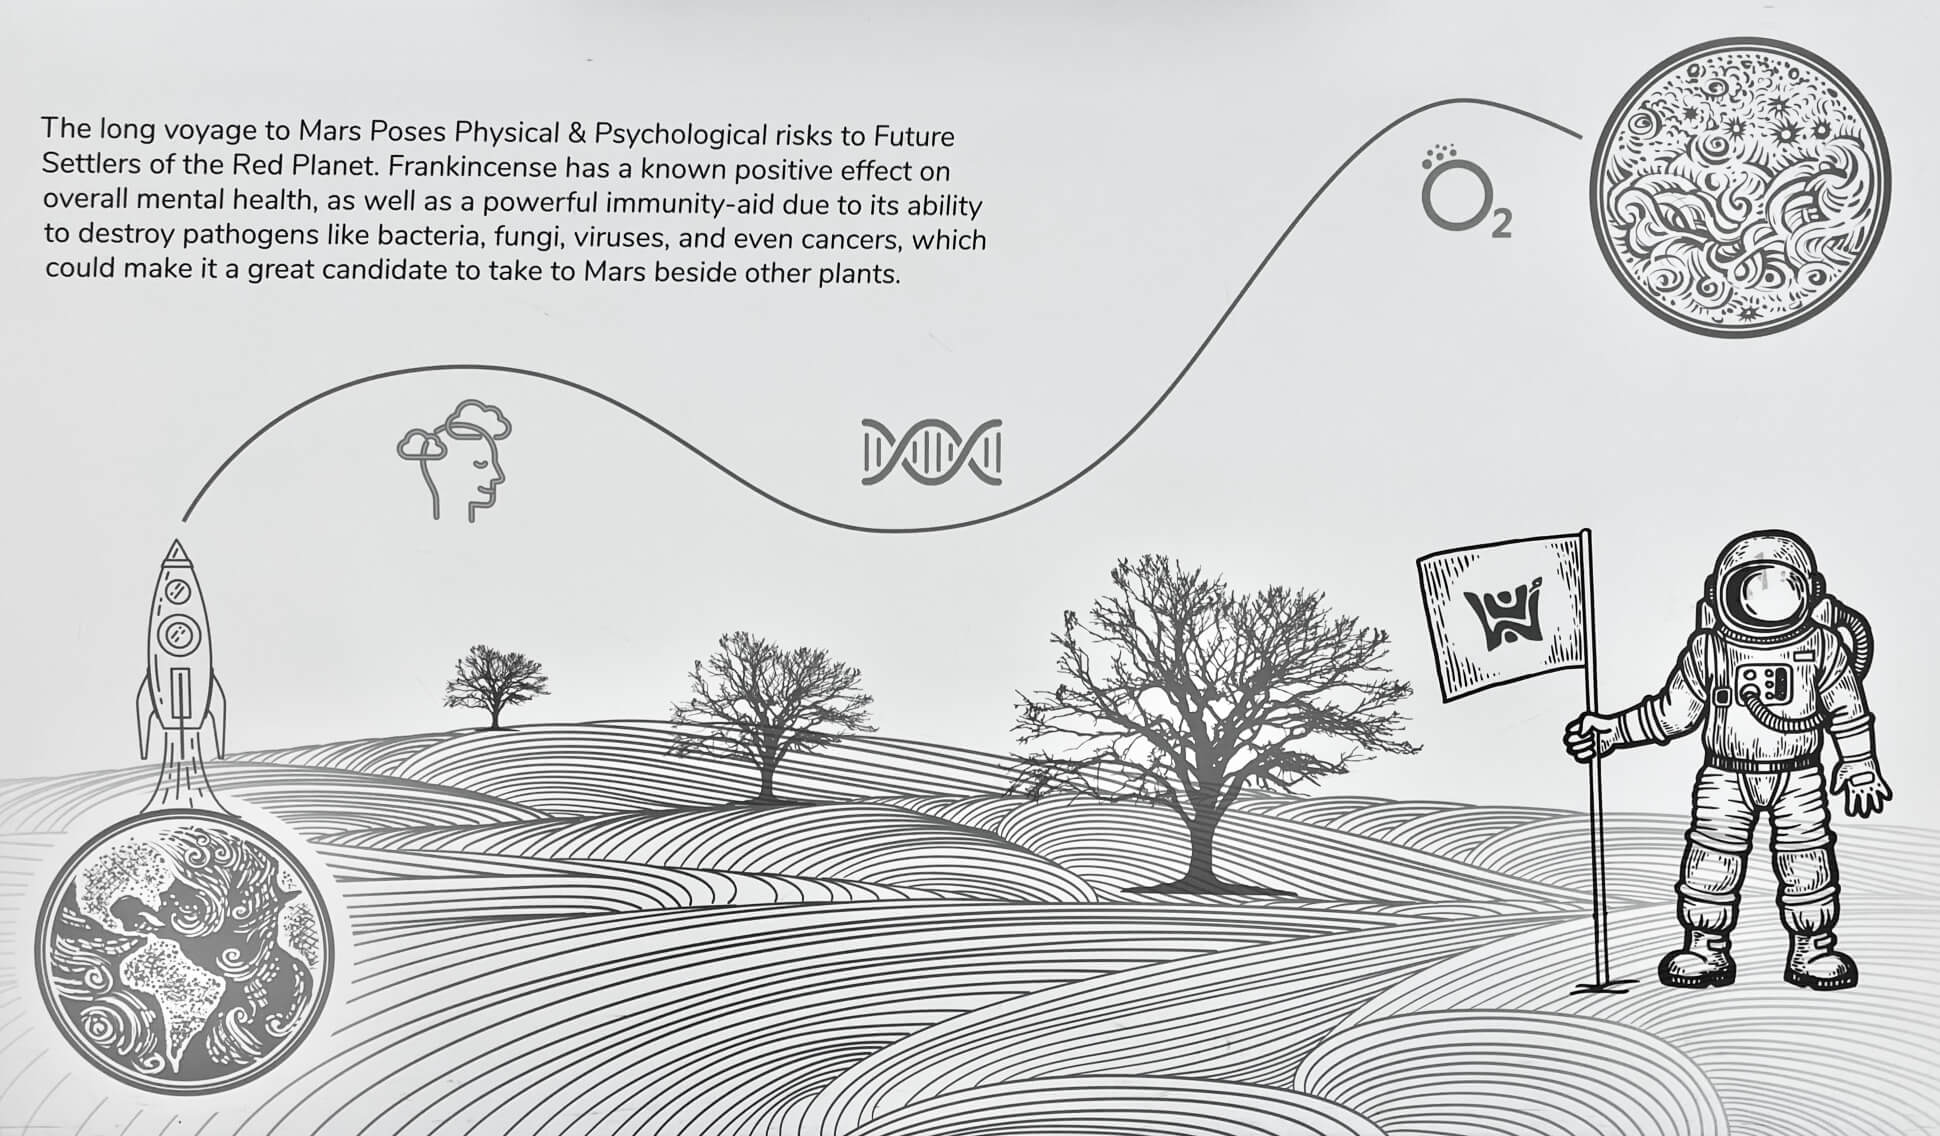 The long voyage to Mars Poses Physical & Psychological risks to Future
Settlers of the Red Planet. Frankincense has a known positive effect on
overall mental health, as well as a powerful immunity-aid due to its ability
to destroy pathogens like bacteria, fungi, viruses, and even cancers, which
could make it a great candidate to take to Mars beside other plants.
O2